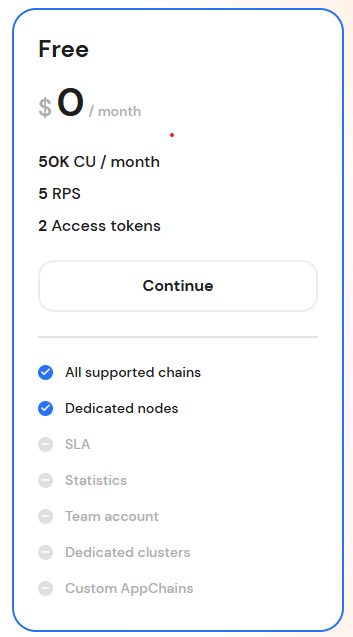 Free
$ 0 / month
50K CU / month
5 RPS
2 Access tokens
Continue
All supported chains
Dedicated nodes
SLA
Statistics
Team account
Dedicated clusters
Custom AppChains